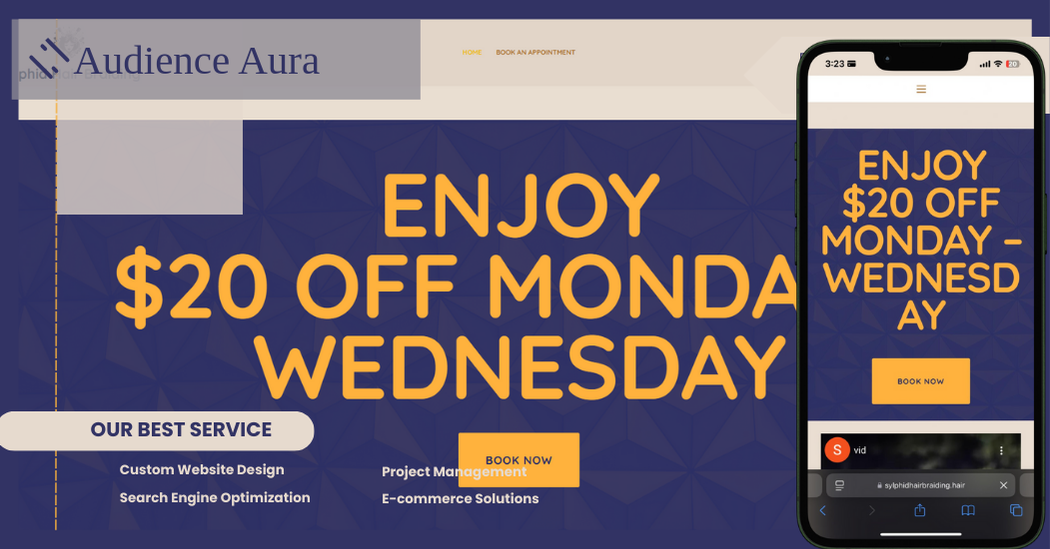 Audience Aura
HOME BOOK AN APPOINTMENT
ENJOY
$20 OFF MONDA
WEDNESDAY
BOOK NOW
OUR BEST SERVICE
Custom Website Design
Search Engine Optimization
Project Management
E-commerce Solutions
3:23
20
ENJOY
$20 OFF
MONDAY –
WEDNESD
AY
BOOK NOW
S vid
sylphidhairbraiding.hair